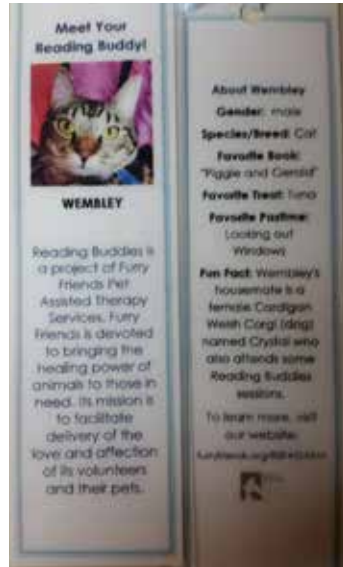 Meet Your
Reading Buddy!
WEMBLEY
Reading Buddies is
a project of Furry
Friends Pet
Assisted Therapy
Services. Furry
Friends is devoted
to bringing the
healing power of
animals to those in
need. Its mission is
to facilitate
delivery of the
love and affection
of its volunteers
and their pets.
About Wembley
Gender: male
Species/Breed: Cat
Favorite Book:
"Piggie and Gerald"
Favorite Treat: Tuna
Favorite Pastime:
Looking out
Windows
Fun Fact: Wembley's
housemate is a
female Cardigan
Welsh Corgi (dog)
named Crystal who
also attends some
Reading Buddies
sessions.
To learn more, visit
our website: